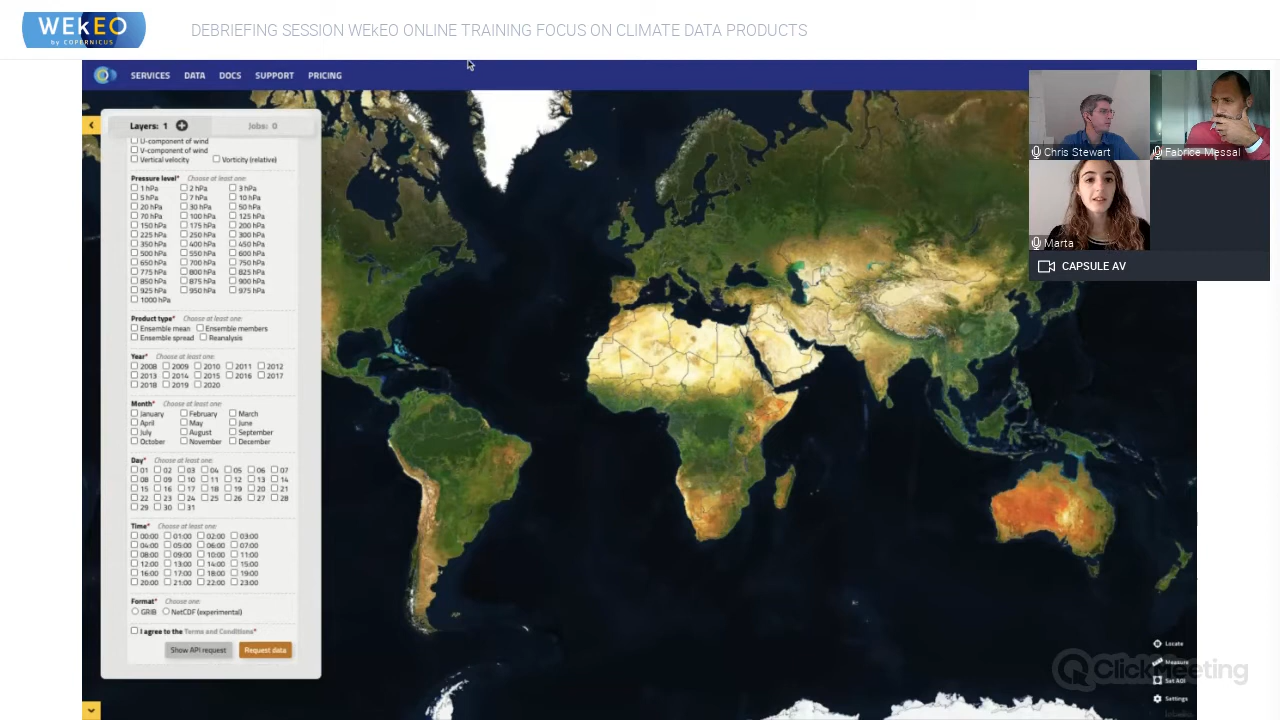 WEKEO
by COPERNICUS
DEBRIEFING SESSION WEkEO ONLINE TRAINING FOCUS ON CLIMATE DATA PRODUCTS
SERVICES DATA DOCS SUPPORT PRICING
Layers: 1
Jobs: 0
U-component of wind
V-component of wind
Vertical velocity Vorticity (relative)
Pressure level* Choose at least one:
1 hPa 2 hPa 3 hPa
5 hPa 7 hPa 10 hPa
20 hPa 30 hPa 50 hPa
70 hPa 100 hPa 125 hPa
150 hPa 175 hPa 200 hPa
225 hPa 250 hPa 300 hPa
350 hPa 400 hPa 450 hPa
500 hPa 550 hPa 600 hPa
650 hPa 700 hPa 750 hPa
775 hPa 800 hPa 825 hPa
850 hPa 875 hPa 900 hPa
925 hPa 950 hPa 975 hPa
1000 hPa
Product type* Choose at least one:
Ensemble mean Ensemble members
Ensemble spread Reanalysis
Year* Choose at least one:
2008 2009 2010 2011 2012
2013 2014 2015 2016 2017
2018 2019 2020
Month* Choose at least one:
January February March
April May June
July August September
October November December
Day* Choose at least one:
01 02 03 04 05 06 07
08 09 10 11 12 13 14
15 16 17 18 19 20 21
22 23 24 25 26 27 28
29 30 31
Time* Choose at least one:
00:00 01:00 02:00 03:00
04:00 05:00 06:00 07:00
08:00 09:00 10:00 11:00
12:00 13:00 14:00 15:00
16:00 17:00 18:00 19:00
20:00 21:00 22:00 23:00
Format* Choose one:
GRIB NetCDF (experimental)
I agree to the Terms and Conditions*
Show API request Request data
Chris Stewart
Fabrice Messal
Marta
CAPSULE AV
Locate
Measure
Set AOI
Settings
ClickMeeting